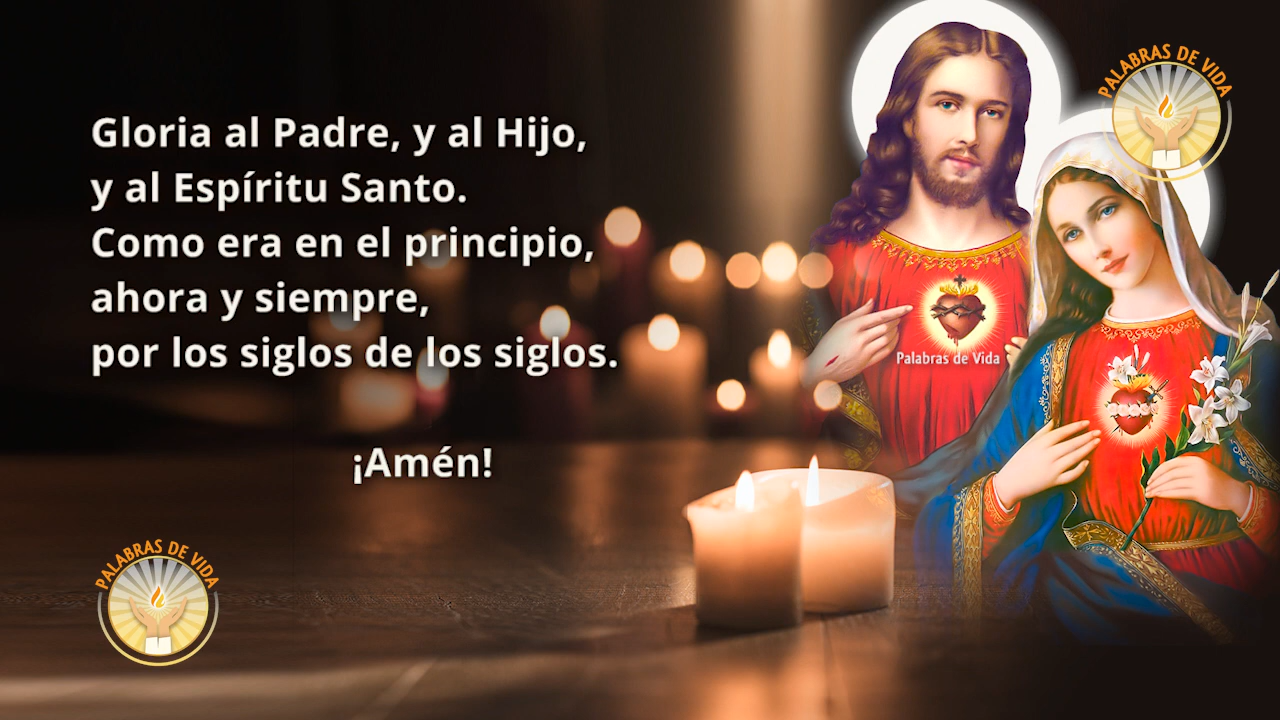 Gloria al Padre, y al Hijo,
y al Espíritu Santo.
Como era en el principio,
ahora y siempre,
por los siglos de los siglos.
¡Amén!
PALABRAS DE VIDA
Palabras de Vida
PALABRAS DE VIDA